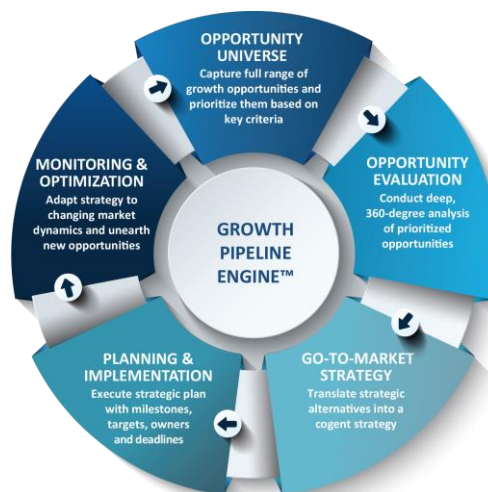 OPPORTUNITY
UNIVERSE
Capture full range of
growth opportunities and
prioritize them based on
key criteria
OPPORTUNITY
EVALUATION
Conduct deep,
360-degree analysis
of prioritized
opportunities
GO-TO-MARKET
STRATEGY
Translate strategic
alternatives into a
cogent strategy
PLANNING &
IMPLEMENTATION
Execute strategic plan
with milestones,
targets, owners
and deadlines
MONITORING &
OPTIMIZATION
Adapt strategy to
changing market
dynamics and unearth
new opportunities
GROWTH
PIPELINE
ENGINE™